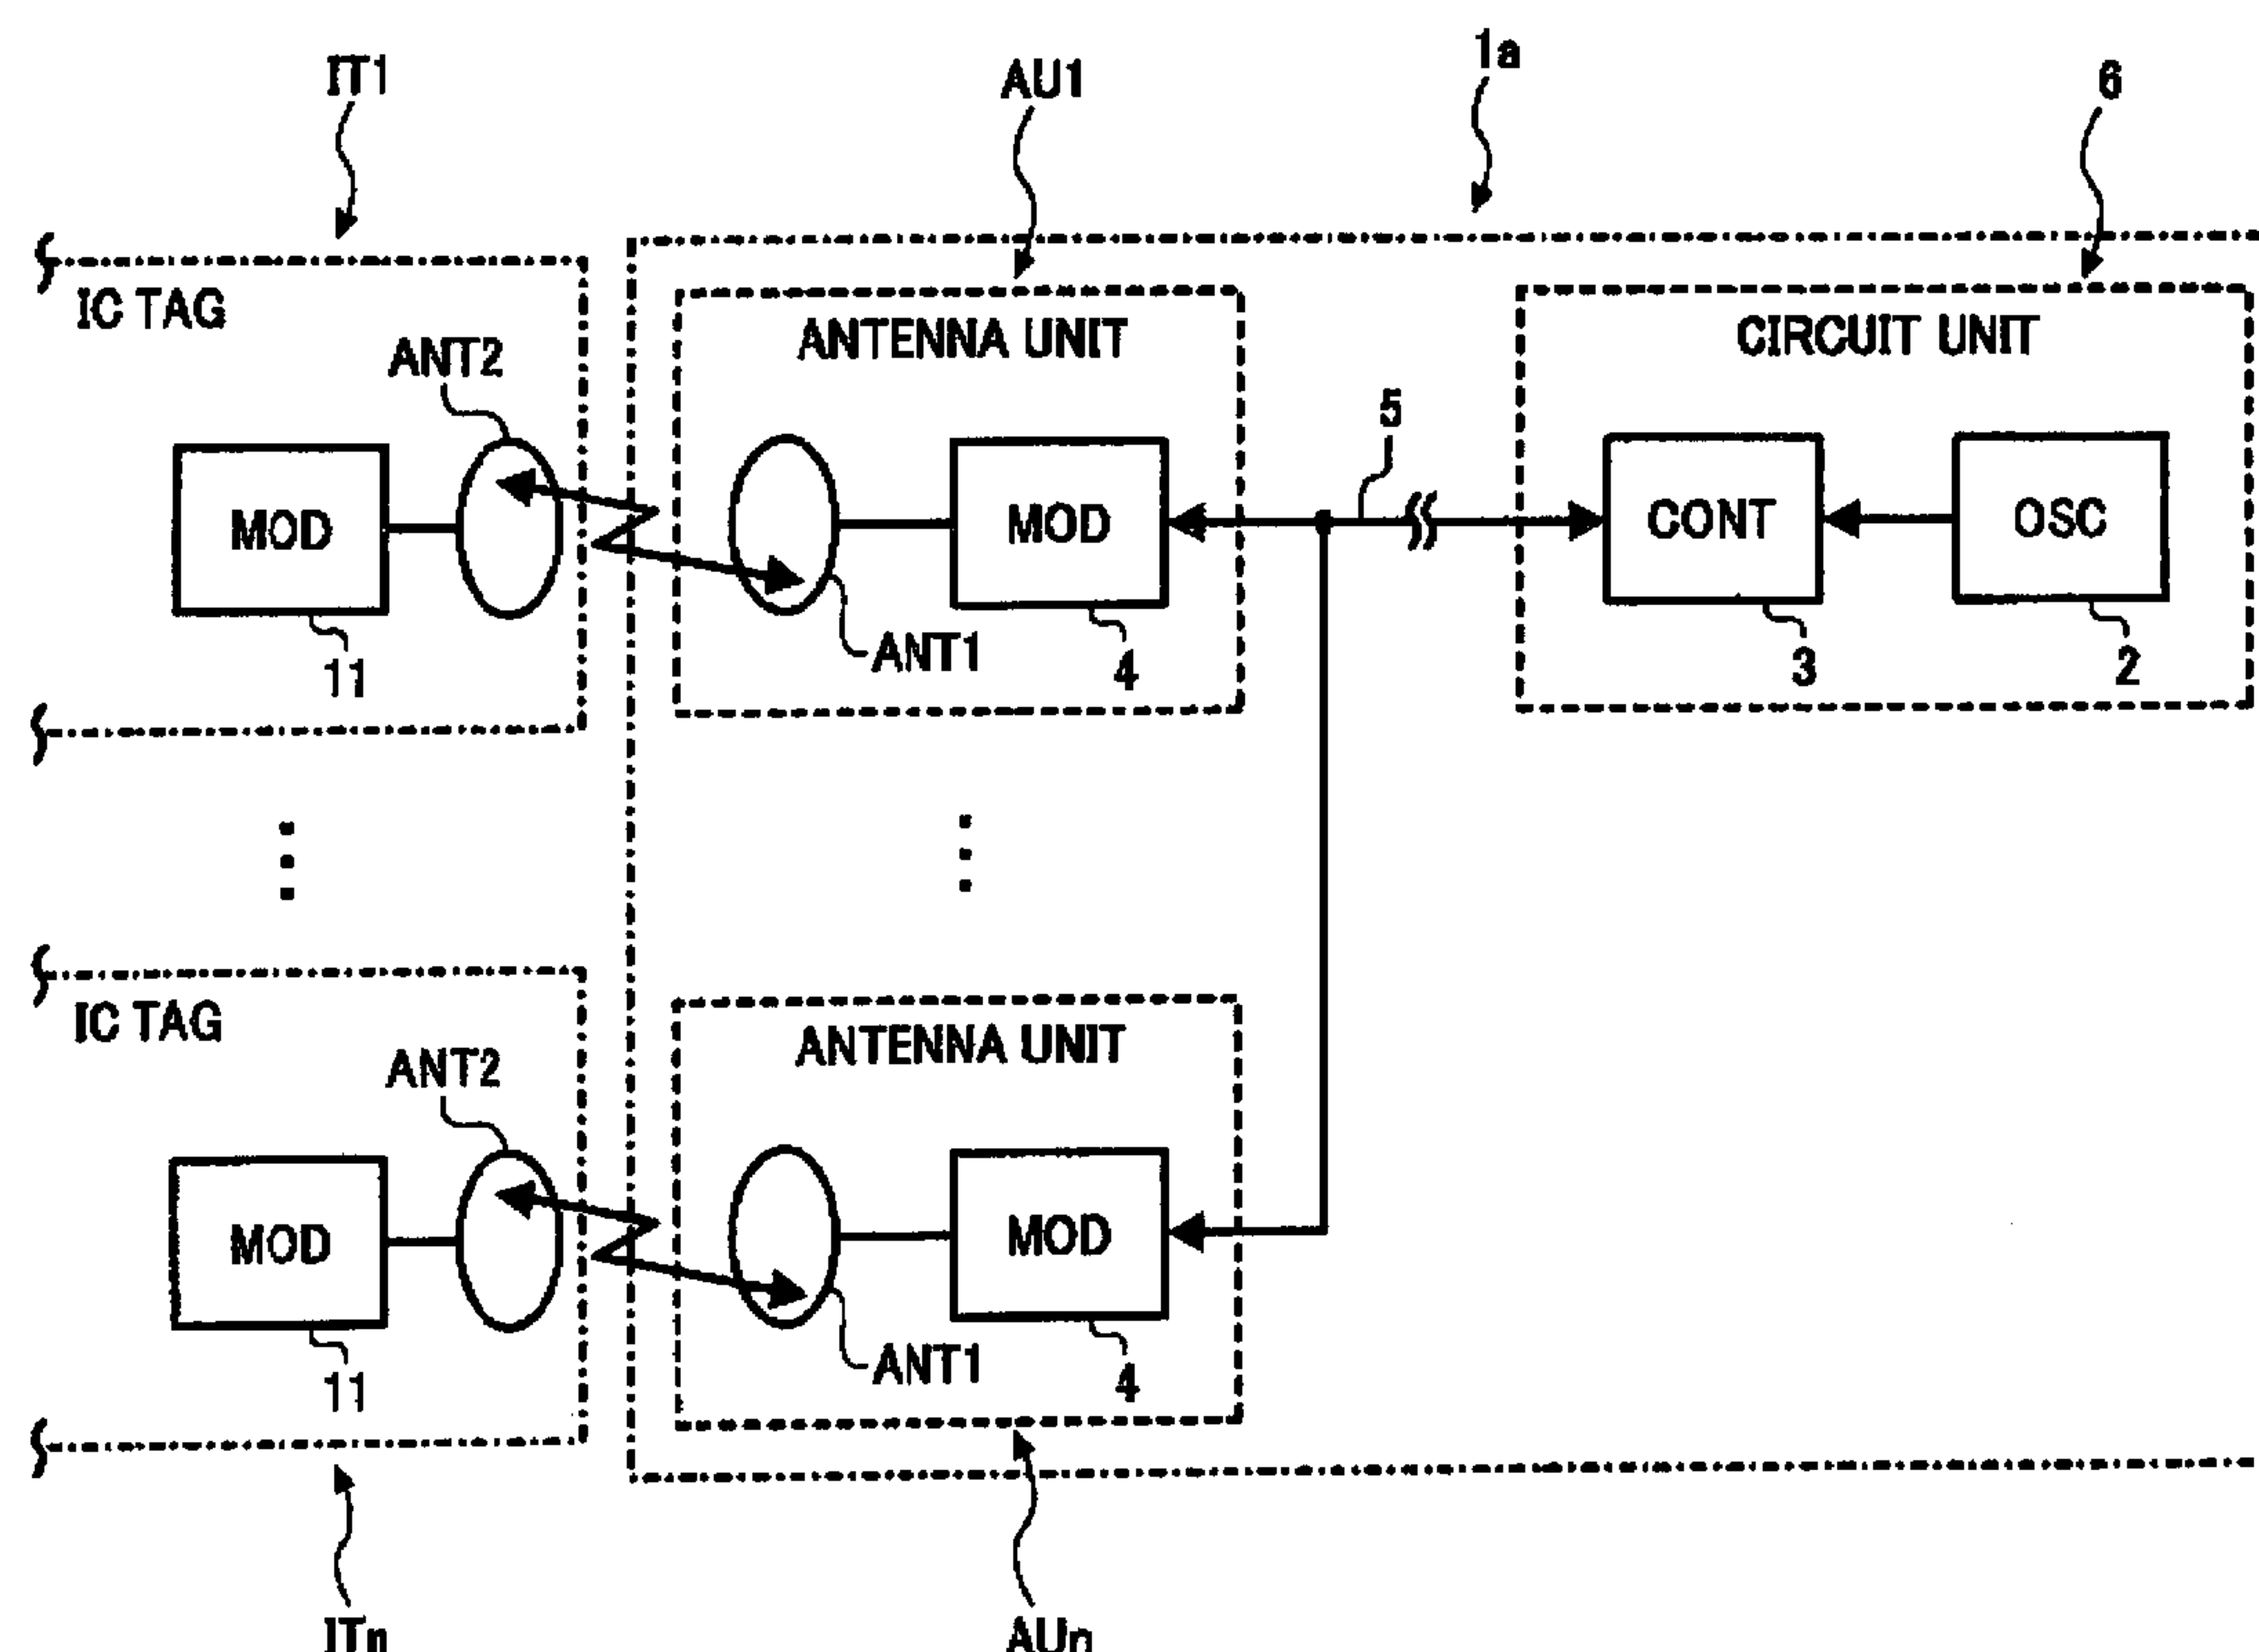 IT1
AU1
1a
6
IC TAG
ANTENNA UNIT
CIRCUIT UNIT
ANT2
5
MOD
MOD
CONT
OSC
11
ANT1
4
3
2
IC TAG
ANTENNA UNIT
ANT2
MOD
MOD
11
ANT1
4
ITn
AUn